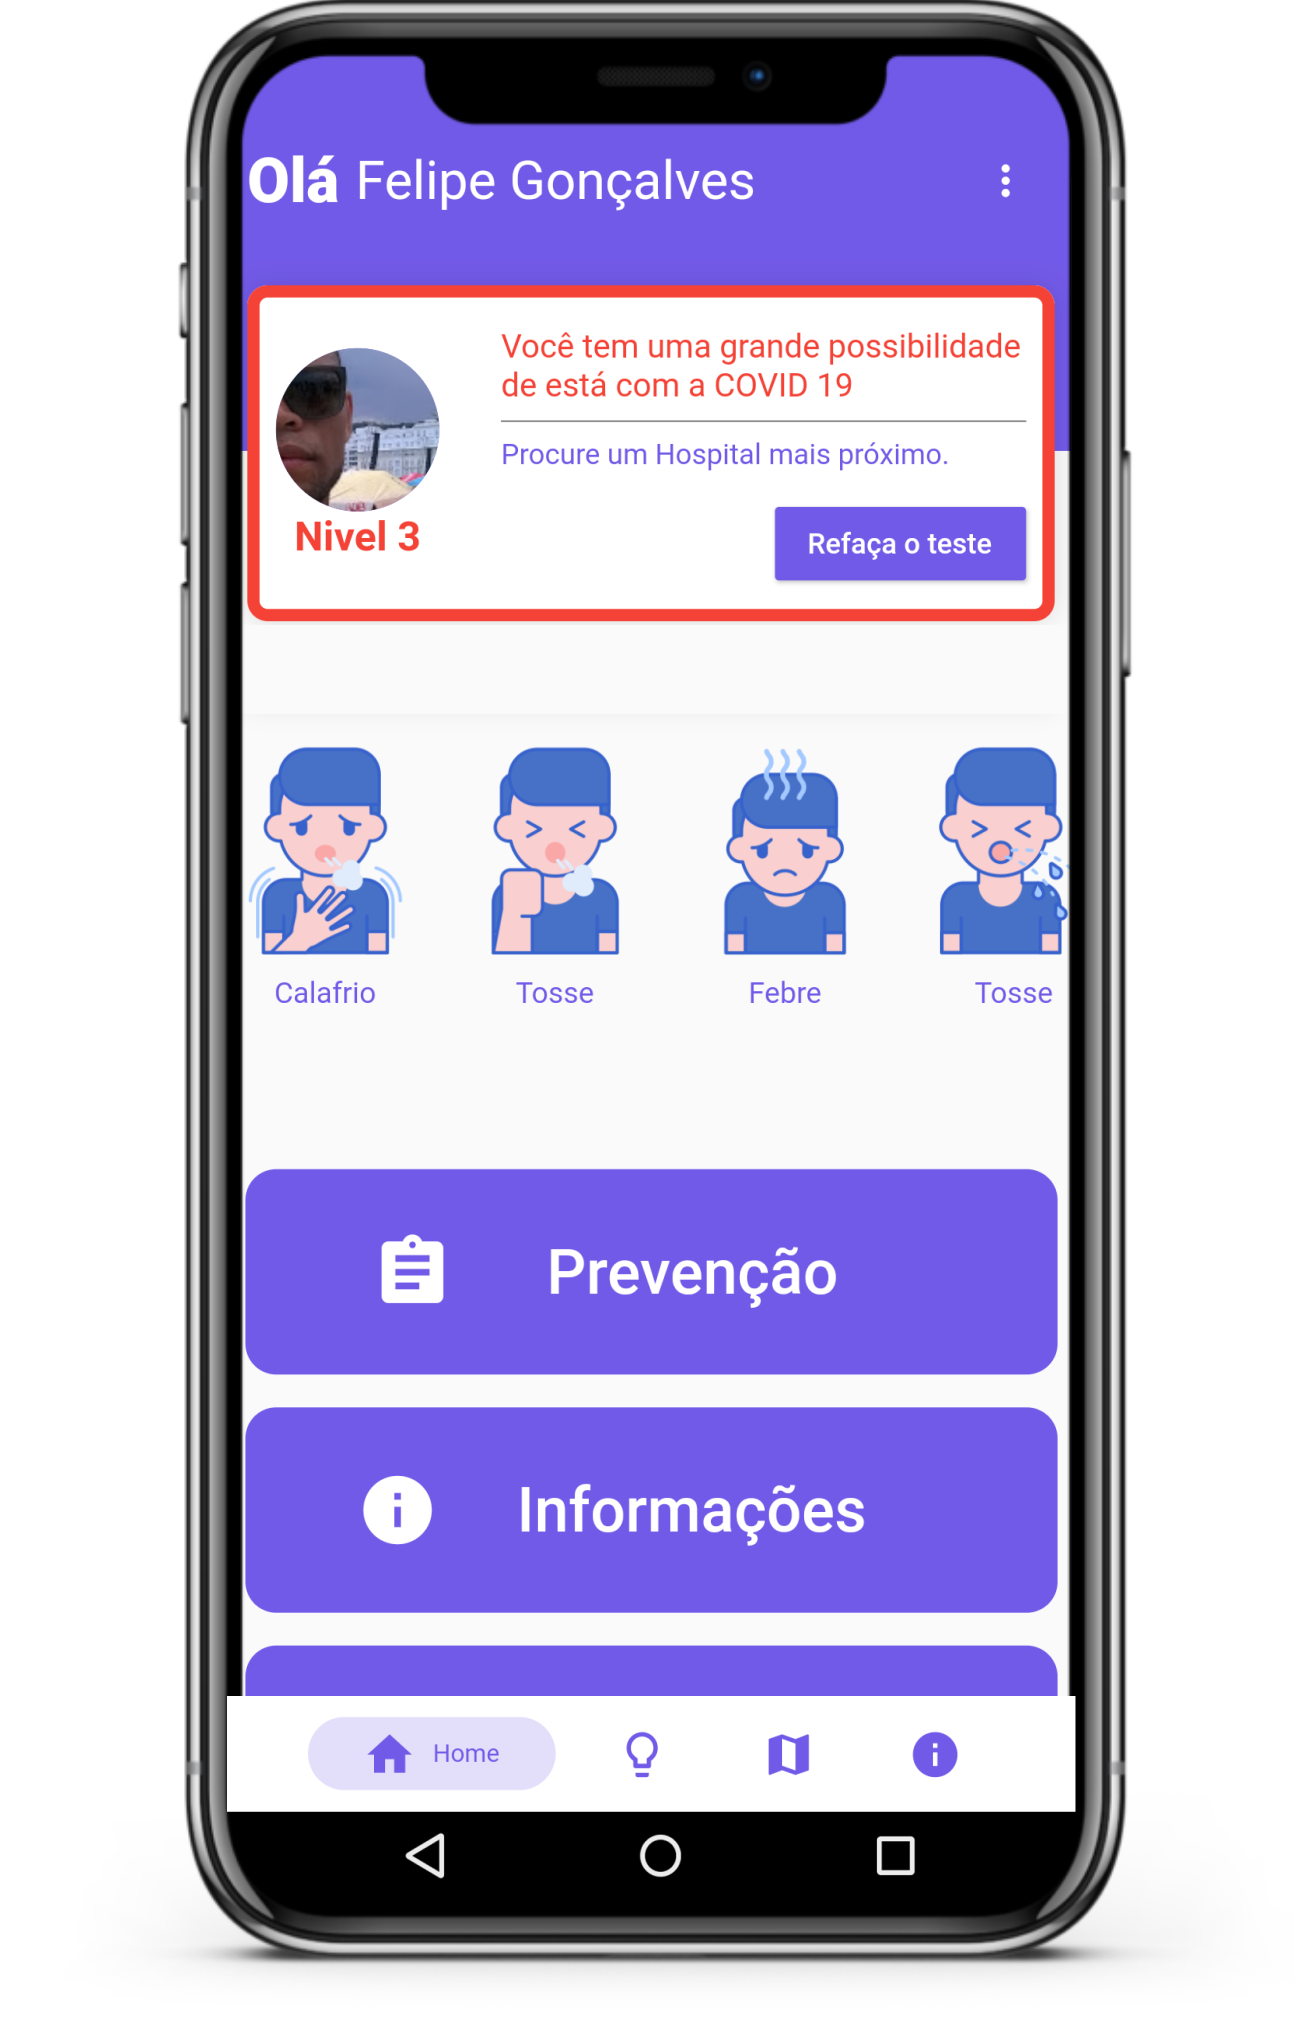 Olá Felipe Gonçalves
Você tem uma grande possibilidade
de está com a COVID 19
Procure um Hospital mais próximo.
Nivel 3
Refaça o teste
Calafrio Tosse Febre Tosse
Prevenção
Informações
Home